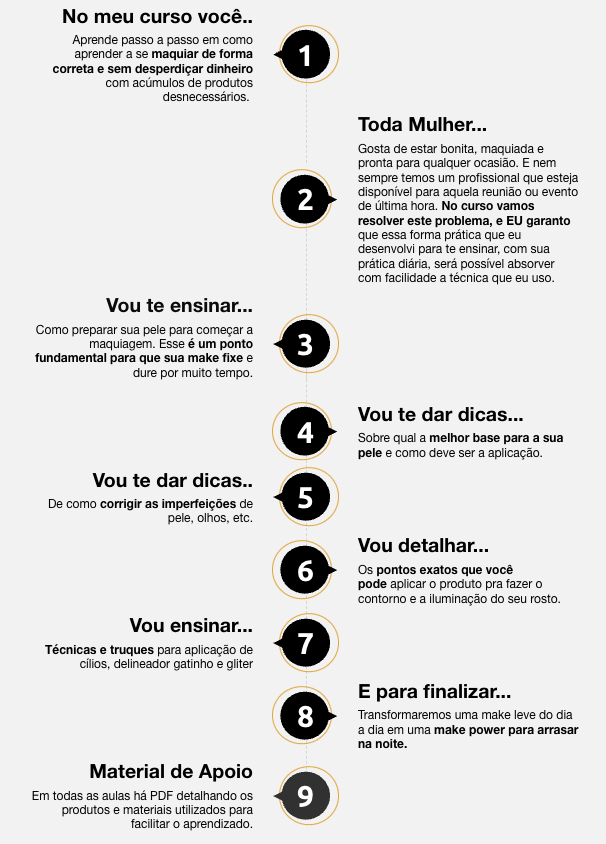 No meu curso você..
Aprende passo a passo em como
aprender a se maquiar de forma
correta e sem desperdiçar dinheiro
com acúmulos de produtos
desnecessários.
1
Toda Mulher...
Gosta de estar bonita, maquiada e
pronta para qualquer ocasião. E nem
sempre temos um profissional que esteja
disponível para aquela reunião ou evento
de última hora. No curso vamos
resolver este problema, e EU garanto
que essa forma prática que eu
desenvolvi para te ensinar, com sua
prática diária, será possível absorver
com facilidade a técnica que eu uso.
2
Vou te ensinar...
Como preparar sua pele para começar a
maquiagem. Esse é um ponto
fundamental para que sua make fixe e
dure por muito tempo.
3
Vou te dar dicas...
Sobre qual a melhor base para a sua
pele e como deve ser a aplicação.
4
Vou te dar dicas..
De como corrigir as imperfeições de
pele, olhos, etc.
5
Vou detalhar...
Os pontos exatos que você
pode aplicar o produto pra fazer o
contorno e a iluminação do seu rosto.
6
Vou ensinar...
Técnicas e truques para aplicação de
cílios, delineador gatinho e gliter
7
E para finalizar...
Transformaremos uma make leve do dia
a dia em uma make power para arrasar
na noite.
8
Material de Apoio
Em todas as aulas há PDF detalhando os
produtos e materiais utilizados para
facilitar o aprendizado.
9